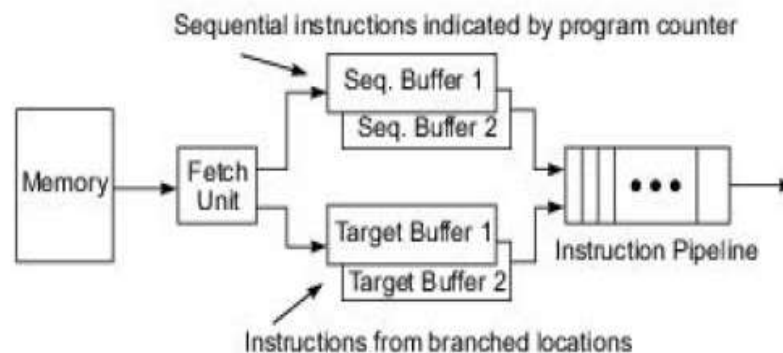 Sequential instructions indicated by program counter
Seq. Buffer 1
Seq. Buffer 2
Memory
Fetch
Unit
Target Buffer 1
Target Buffer 2
Instruction Pipeline
Instructions from branched locations